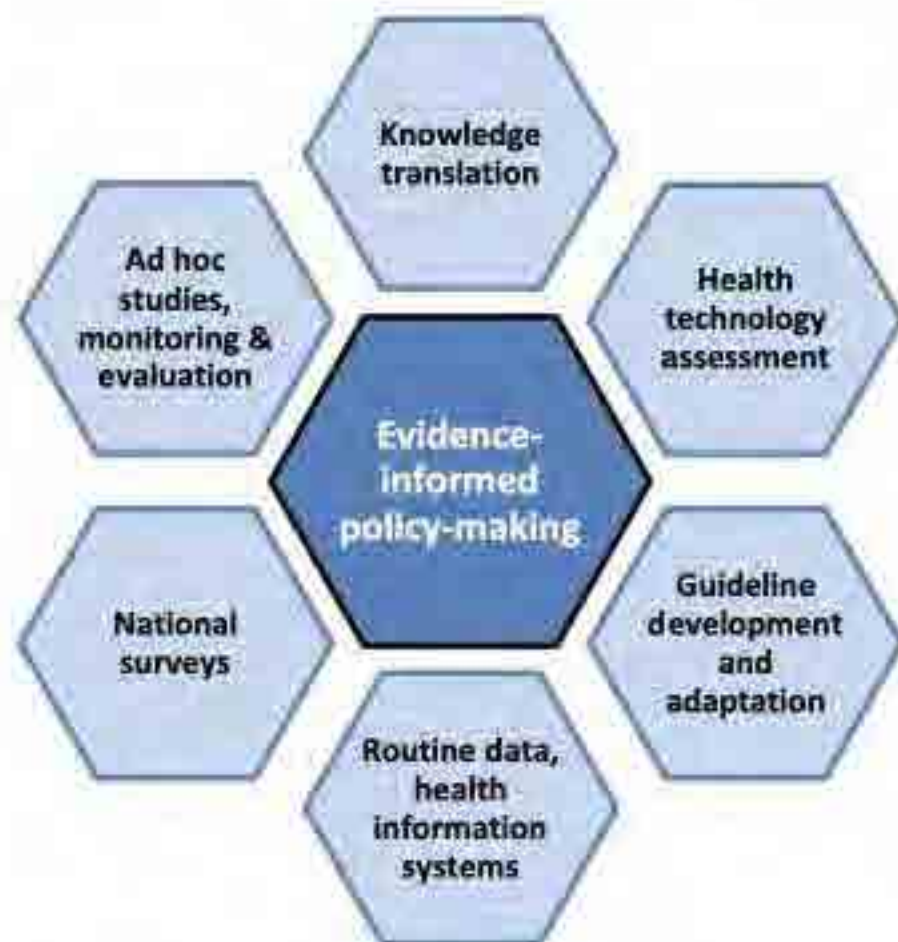 Knowledge
translation
Ad hoc
studies,
monitoring &
evaluation
Health
technology
assessment
Evidence-
informed
policy-making
National
surveys
Guideline
development
and
adaptation
Routine data,
health
information
systems